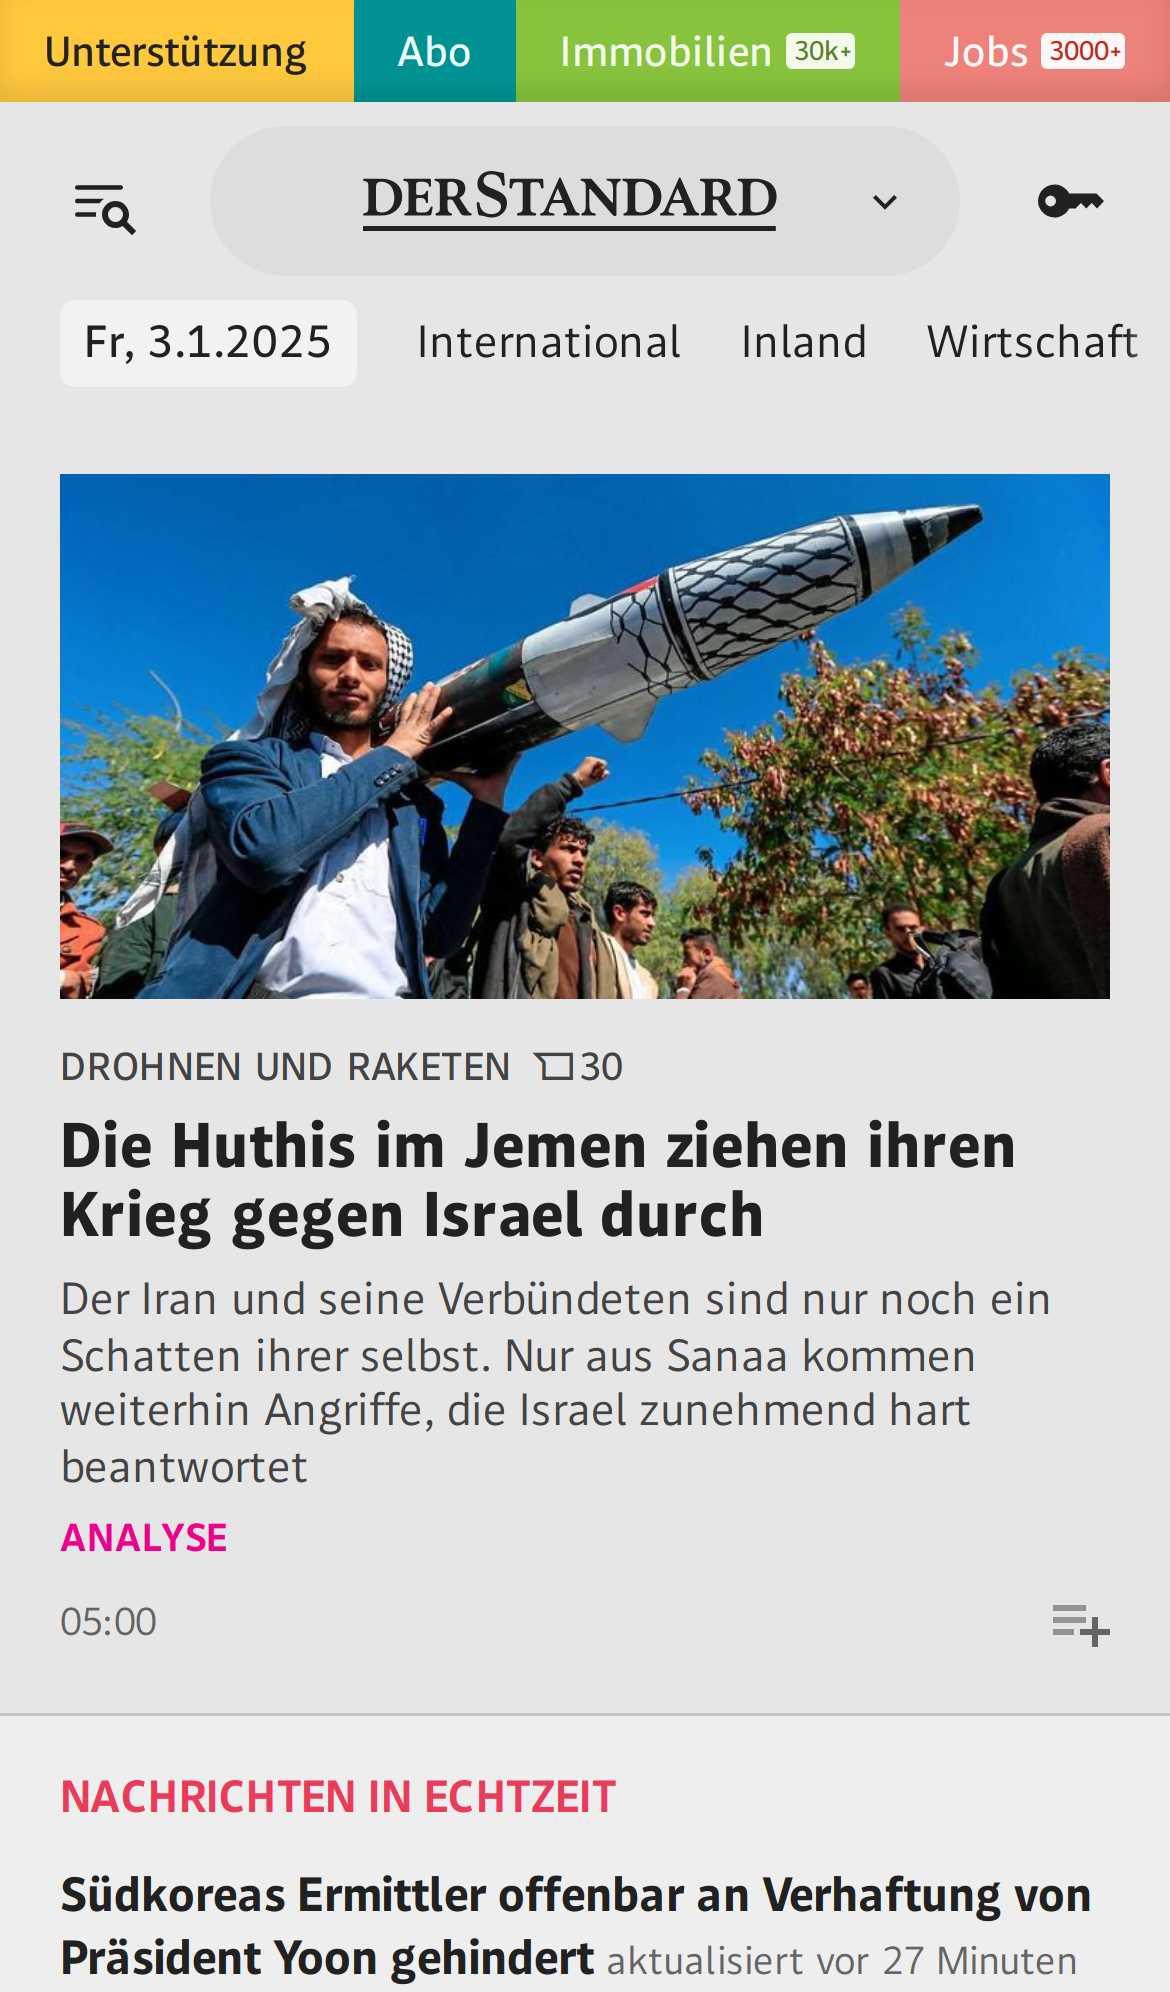 Unterstützung Abo Immobilien 30k+ Jobs 3000+
DERSTANDARD
Fr, 3.1.2025 International Inland Wirtschaft
DROHNEN UND RAKETEN 30
Die Huthis im Jemen ziehen ihren
Krieg gegen Israel durch
Der Iran und seine Verbündeten sind nur noch ein
Schatten ihrer selbst. Nur aus Sanaa kommen
weiterhin Angriffe, die Israel zunehmend hart
beantwortet
ANALYSE
05:00
NACHRICHTEN IN ECHTZEIT
Südkoreas Ermittler offenbar an Verhaftung von
Präsident Yoon gehindert aktualisiert vor 27 Minuten